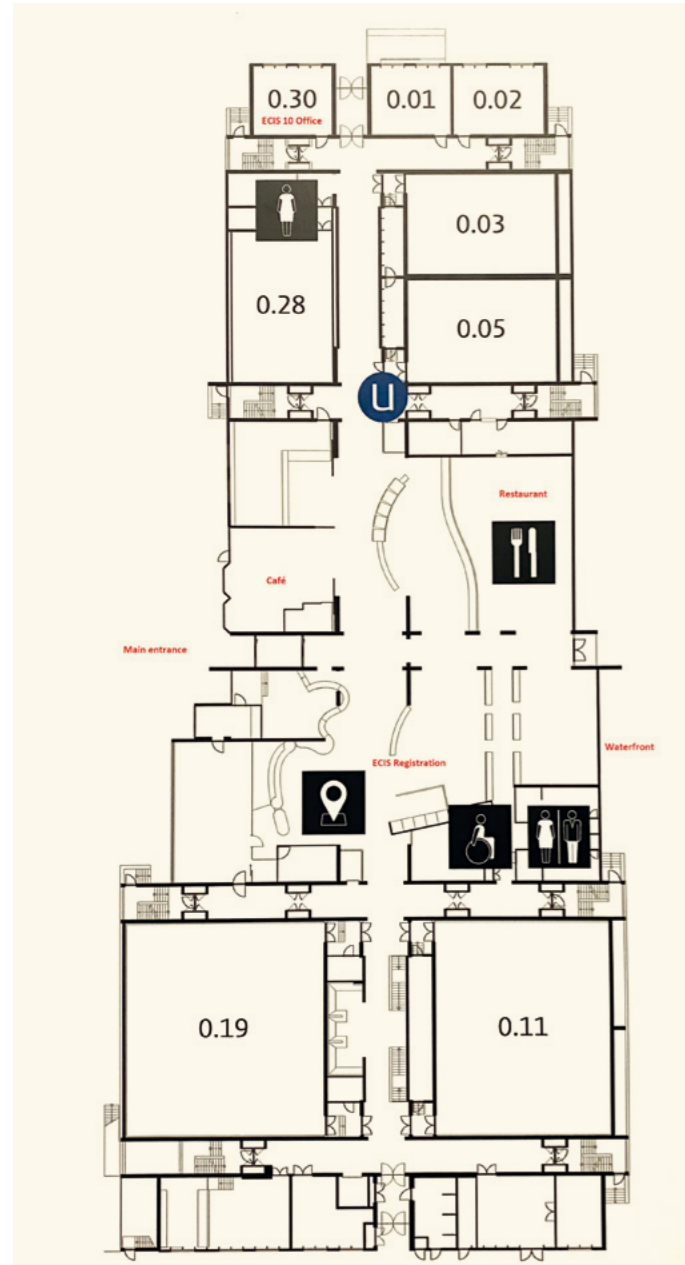 0.30
ECIS 10 Office
0.01
0.02
0.03
0.28
0.05
u
Restaurant
Café
Main entrance
Waterfront
ECIS Registration
0.19
0.11